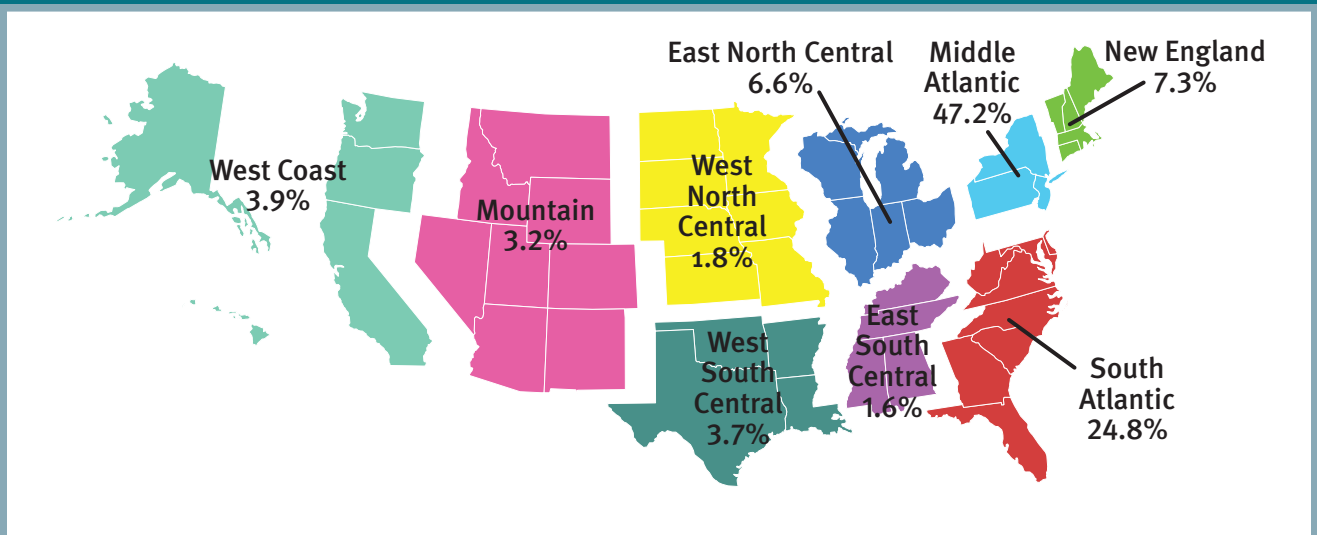 East North Central
6.6%
Middle
Atlantic
47.2%
New England
7.3%
West Coast
3.9%
Mountain
3.2%
West
North
Central
1.8%
West
South
Central
3.7%
East
South
Central
1.6%
South
Atlantic
24.8%